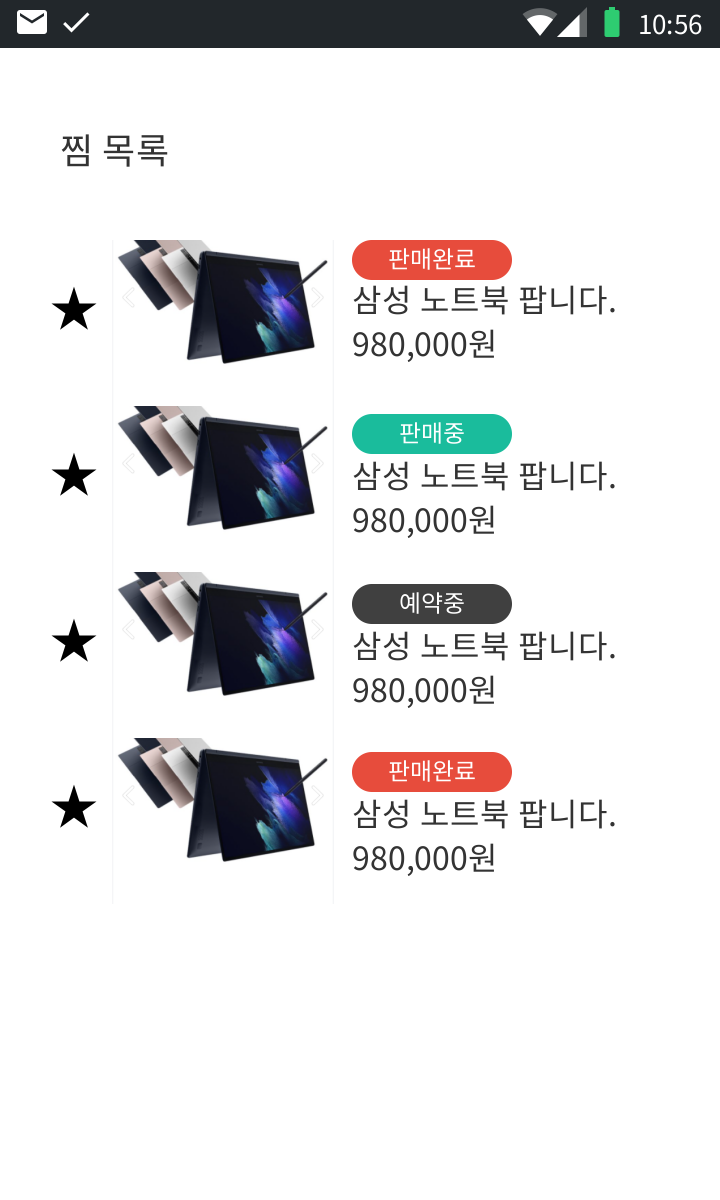 10:56
찜 목록
판매완료
삼성 노트북 팝니다.
980,000원
판매중
삼성 노트북 팝니다.
980,000원
예약중
삼성 노트북 팝니다.
980,000원
판매완료
삼성 노트북 팝니다.
980,000원